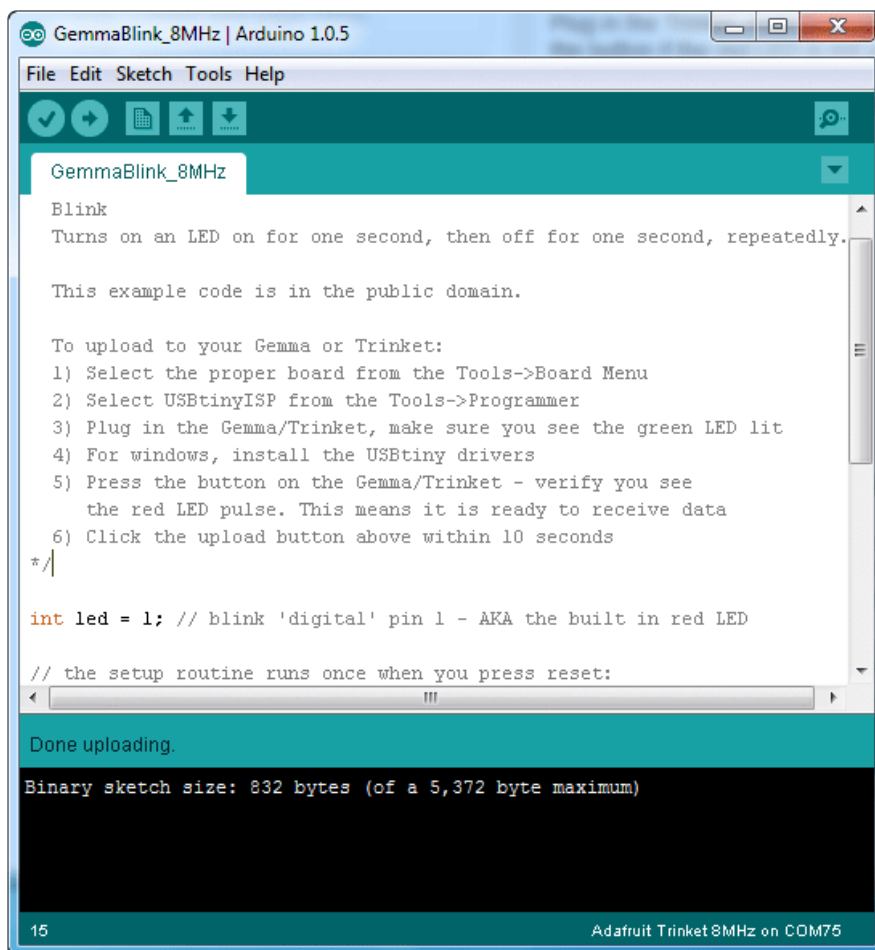 GemmaBlink_8MHz | Arduino 1.0.5
File Edit Sketch Tools Help
GemmaBlink_8MHz
Blink
Turns on an LED on for one second, then off for one second, repeatedly.
This example code is in the public domain.
To upload to your Gemma or Trinket:
1) Select the proper board from the Tools->Board Menu
2) Select USBtinyISP from the Tools->Programmer
3) Plug in the Gemma/Trinket, make sure you see the green LED lit
4) For windows, install the USBtiny drivers
5) Press the button on the Gemma/Trinket - verify you see
the red LED pulse. This means it is ready to receive data
6) Click the upload button above within 10 seconds
*/
int led = 1; // blink 'digital' pin 1 - AKA the built in red LED
// the setup routine runs once when you press reset:
Done uploading.
Binary sketch size: 832 bytes (of a 5,372 byte maximum)
15
Adafruit Trinket 8MHz on COM75